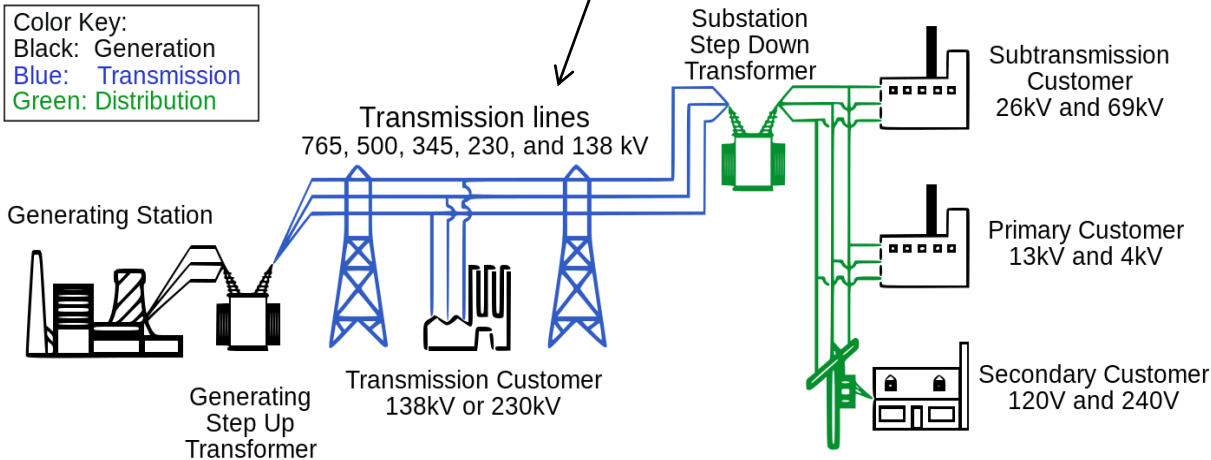 Color Key:
Black: Generation
Blue: Transmission
Green: Distribution
Substation
Step Down
Transformer
Subtransmission
Customer
26kV and 69kV
Transmission lines
765, 500, 345, 230, and 138 kV
Generating Station
Primary Customer
13kV and 4kV
Transmission Customer
138kV or 230kV
Secondary Customer
120V and 240V
Generating
Step Up
Transformer